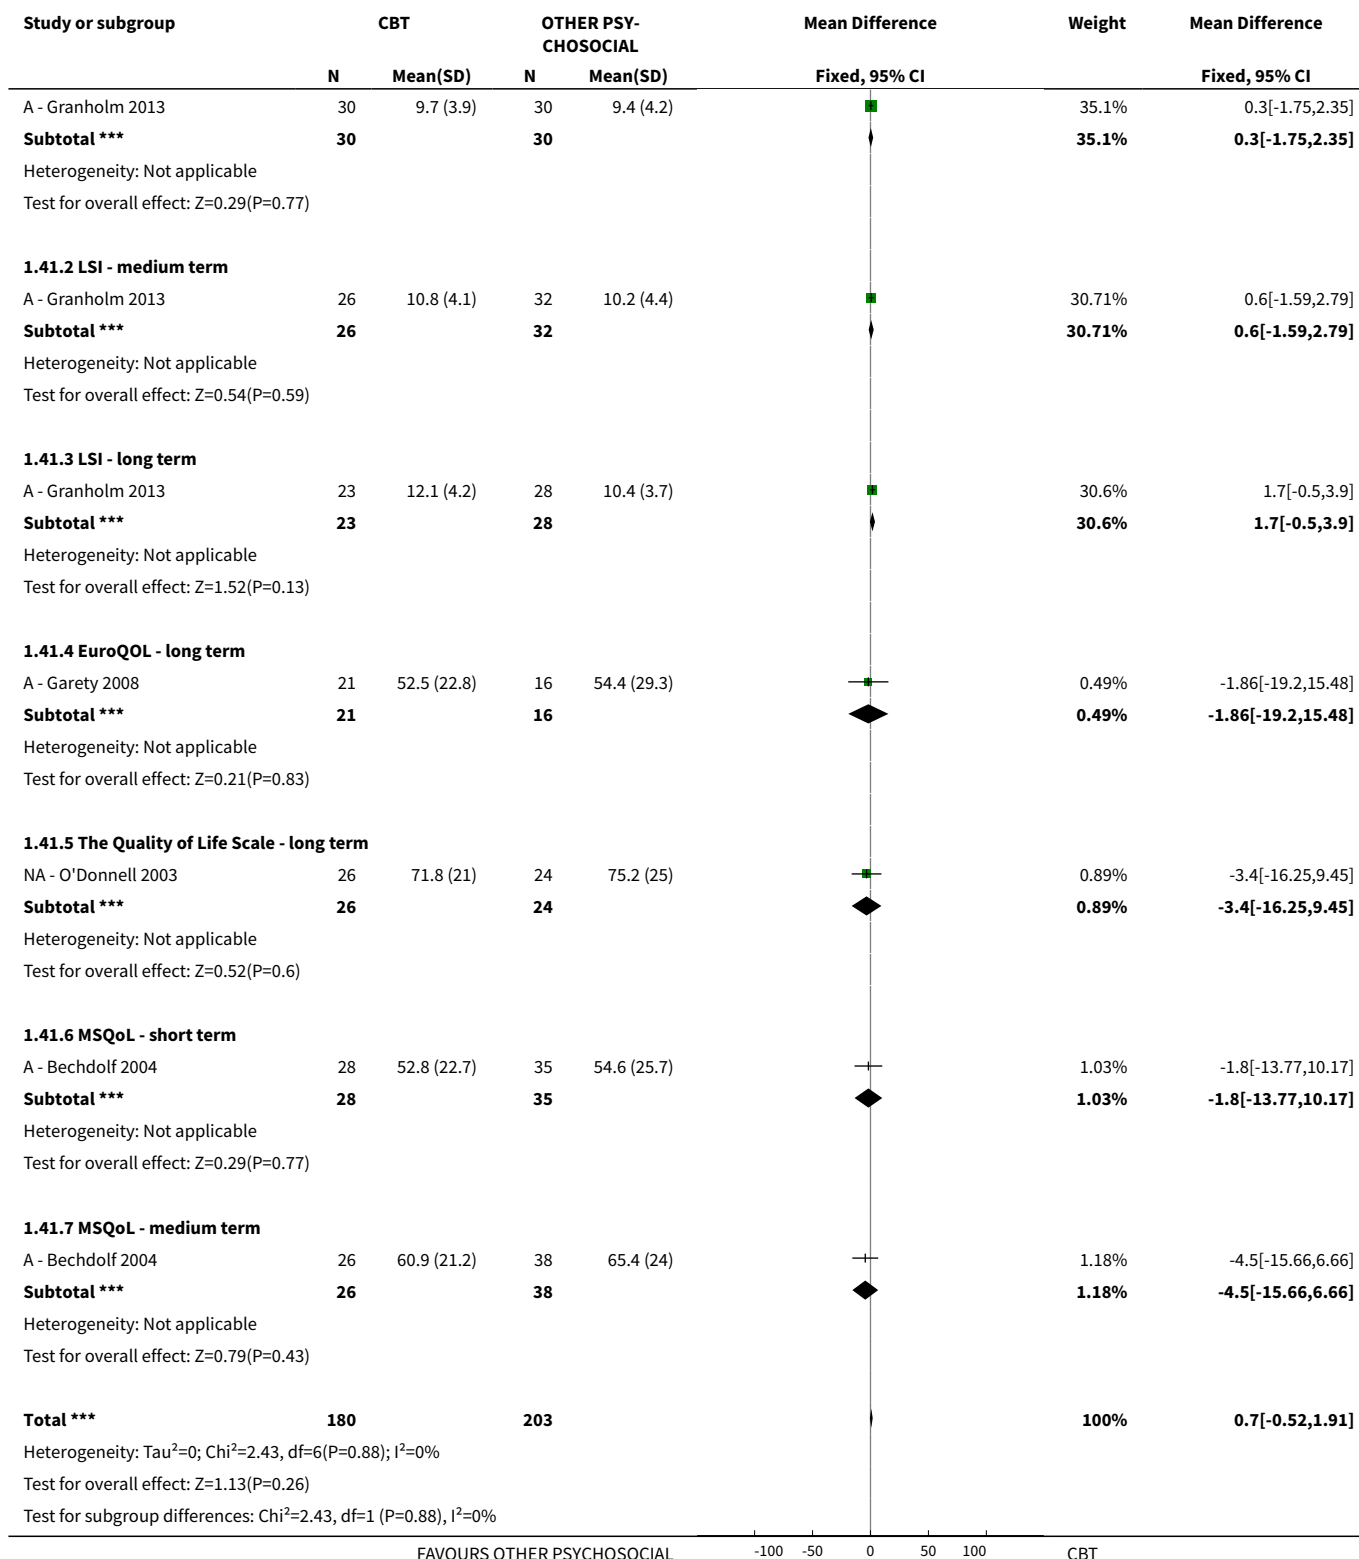 Study or subgroup CBT OTHER PSY- Mean Difference Weight Mean Difference
CHOSOCIAL
N Mean(SD) N Mean(SD) Fixed, 95% CI Fixed, 95% CI
A - Granholm 2013 30 9.7 (3.9) 30 9.4 (4.2) 35.1% 0.3[-1.75,2.35]
Subtotal *** 30 30 35.1% 0.3[-1.75,2.35]
Heterogeneity: Not applicable
Test for overall effect: Z=0.29(P=0.77)
1.41.2 LSI - medium term
A - Granholm 2013 26 10.8 (4.1) 32 10.2 (4.4) 30.71% 0.6[-1.59,2.79]
Subtotal *** 26 32 30.71% 0.6[-1.59,2.79]
Heterogeneity: Not applicable
Test for overall effect: Z=0.54(P=0.59)
1.41.3 LSI - long term
A - Granholm 2013 23 12.1 (4.2) 28 10.4 (3.7) 30.6% 1.7[-0.5,3.9]
Subtotal *** 23 28 30.6% 1.7[-0.5,3.9]
Heterogeneity: Not applicable
Test for overall effect: Z=1.52(P=0.13)
1.41.4 EuroQOL - long term
A - Garety 2008 21 52.5 (22.8) 16 54.4 (29.3) 0.49% -1.86[-19.2,15.48]
Subtotal *** 21 16 0.49% -1.86[-19.2,15.48]
Heterogeneity: Not applicable
Test for overall effect: Z=0.21(P=0.83)
1.41.5 The Quality of Life Scale - long term
NA - O'Donnell 2003 26 71.8 (21) 24 75.2 (25) 0.89% -3.4[-16.25,9.45]
Subtotal *** 26 24 0.89% -3.4[-16.25,9.45]
Heterogeneity: Not applicable
Test for overall effect: Z=0.52(P=0.6)
1.41.6 MSQoL - short term
A - Bechdolf 2004 28 52.8 (22.7) 35 54.6 (25.7) 1.03% -1.8[-13.77,10.17]
Subtotal *** 28 35 1.03% -1.8[-13.77,10.17]
Heterogeneity: Not applicable
Test for overall effect: Z=0.29(P=0.77)
1.41.7 MSQoL - medium term
A - Bechdolf 2004 26 60.9 (21.2) 38 65.4 (24) 1.18% -4.5[-15.66,6.66]
Subtotal *** 26 38 1.18% -4.5[-15.66,6.66]
Heterogeneity: Not applicable
Test for overall effect: Z=0.79(P=0.43)
Total *** 180 203 100% 0.7[-0.52,1.91]
Heterogeneity: Tau²=0; Chi²=2.43, df=6(P=0.88); I²=0%
Test for overall effect: Z=1.13(P=0.26)
Test for subgroup differences: Chi²=2.43, df=1 (P=0.88), I²=0%
FAVOURS OTHER PSYCHOSOCIAL -100 -50 0 50 100 CBT